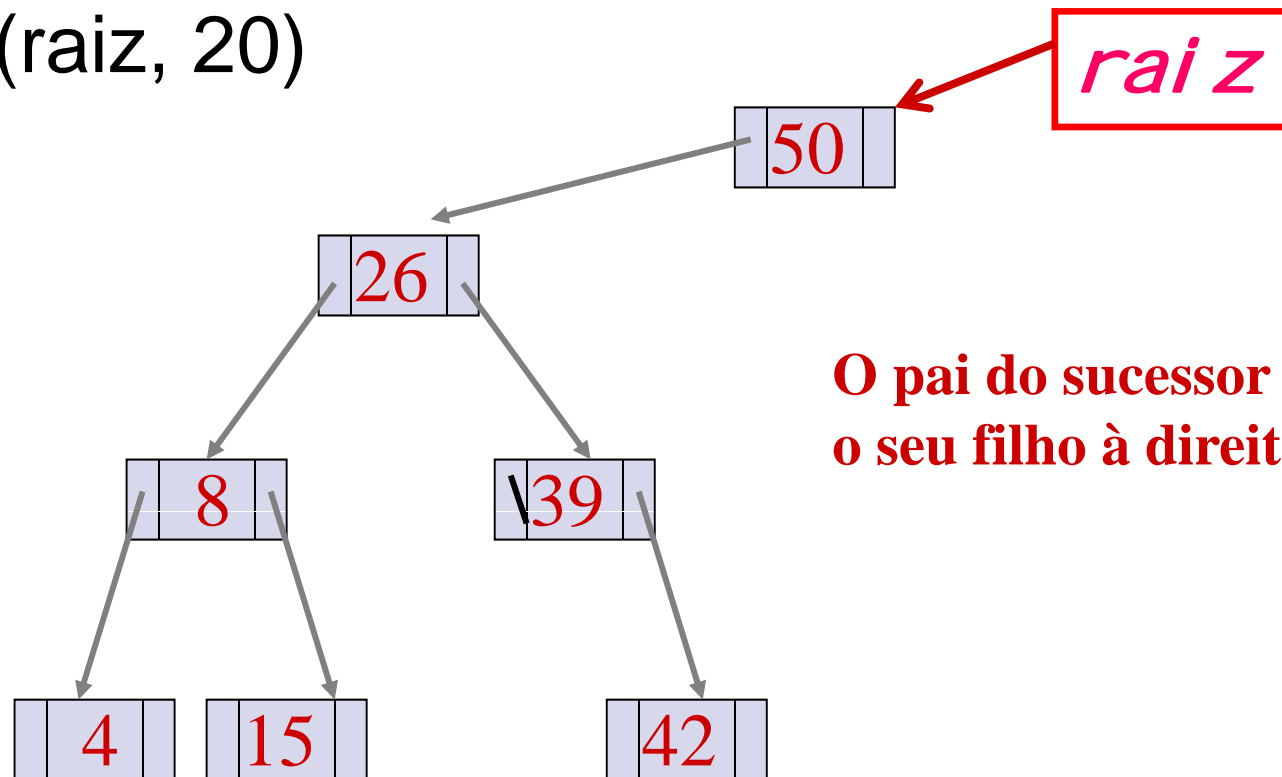 (raiz, 20)
raiz
50
26
O pai do sucessor
o seu filho à direit
8
\39
4
15
42